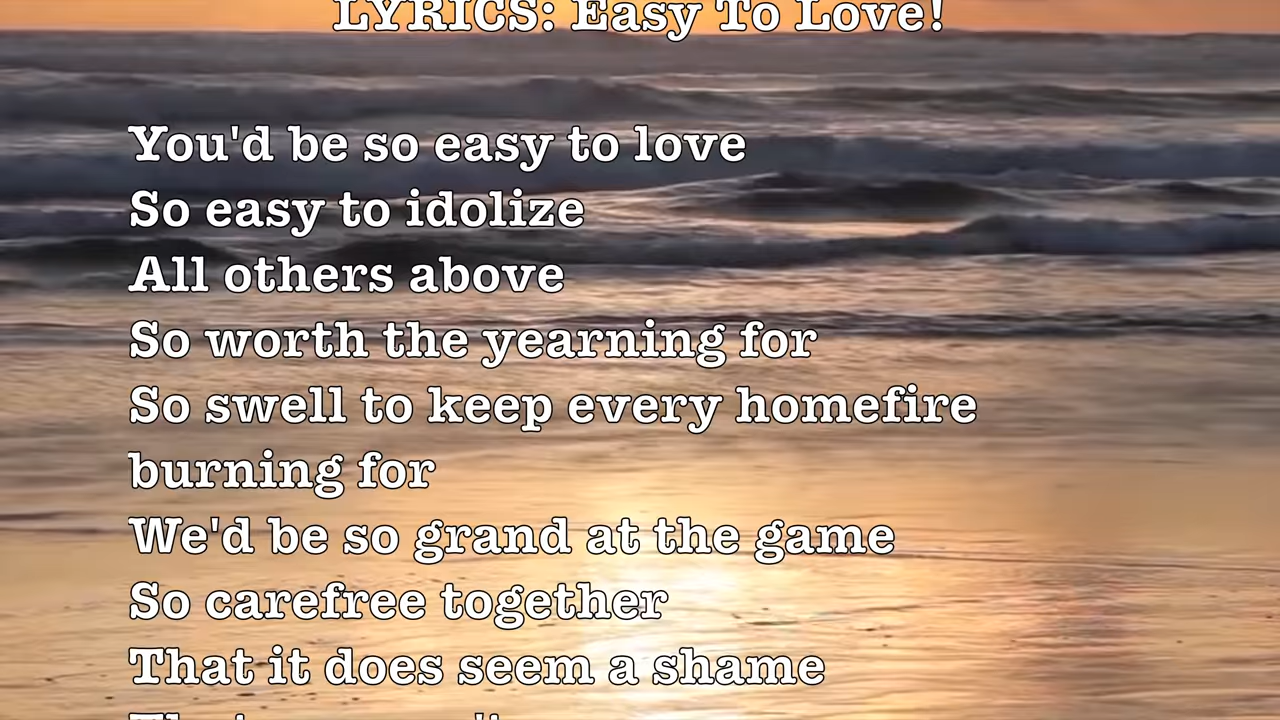 LYRICS: Easy To Love!
You'd be so easy to love
So easy to idolize
All others above
So worth the yearning for
So swell to keep every homefire
burning for
We'd be so grand at the game
So carefree together
That it does seem a shame